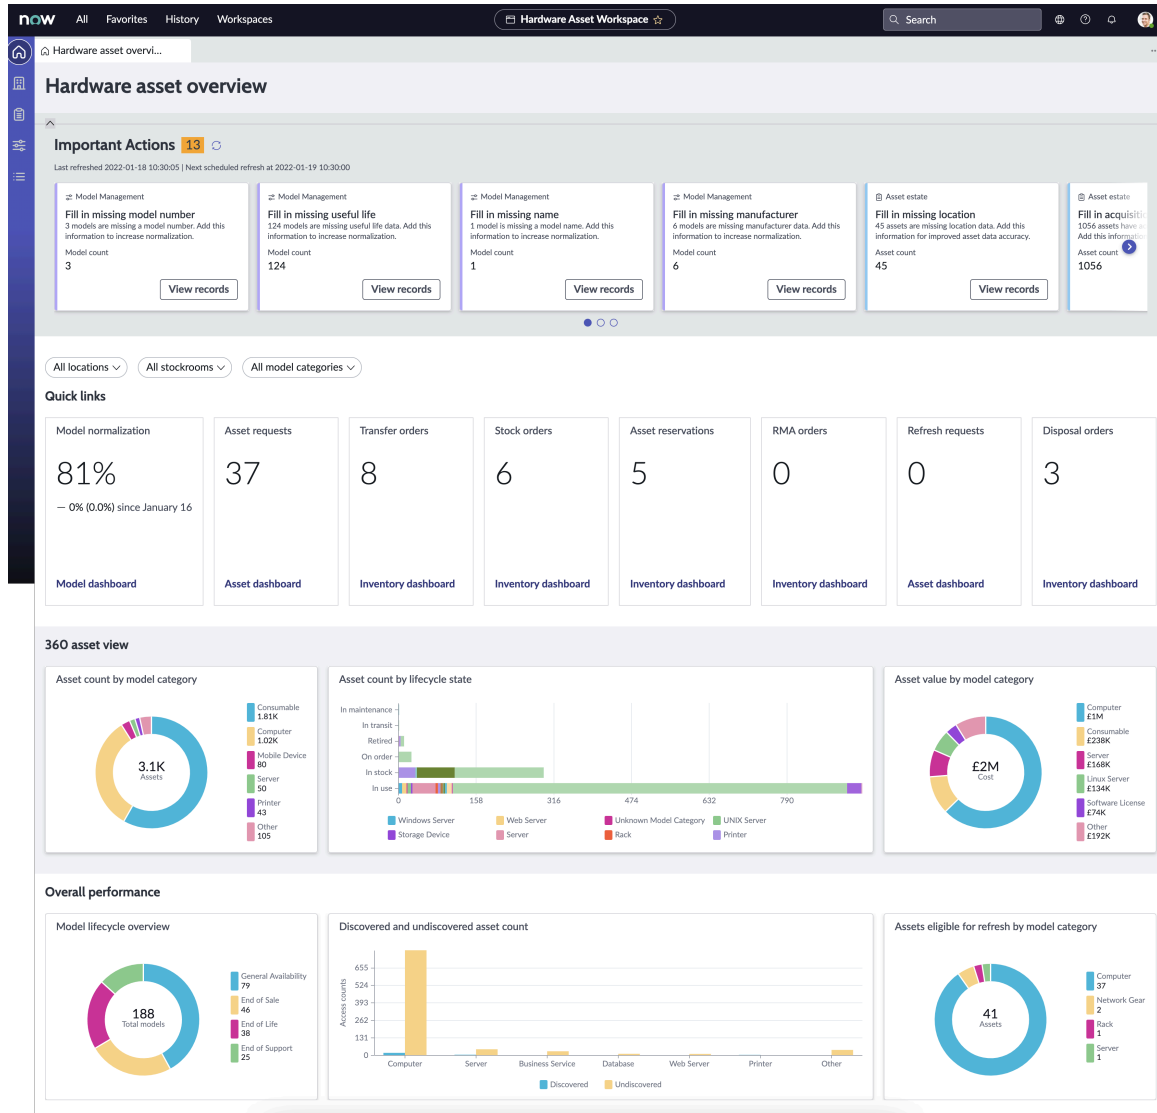 now All Favorites History Workspaces
Hardware Asset Workspace
Search
Hardware asset overvi...
Hardware asset overview
Important Actions 13
Last refreshed 2022-01-18 10:30:05 | Next scheduled refresh at 2022-01-19 10:30:00
Model Management
Fill in missing model number
3 models are missing a model number. Add this
information to increase normalization.
Model count
3
View records
Model Management
Fill in missing useful life
124 models are missing useful life data. Add this
information to increase normalization.
Model count
124
View records
Model Management
Fill in missing name
1 model is missing a model name. Add this
information to increase normalization.
Model count
1
View records
Model Management
Fill in missing manufacturer
6 models are missing manufacturer data. Add this
information to increase normalization.
Model count
6
View records
Asset estate
Fill in missing location
45 assets are missing location data. Add this
information for improved asset data accuracy.
Asset count
45
View records
Asset estate
Fill in acquisitic
1056 assets have
Add this information
Asset count
1056
All locations
All stockrooms
All model categories
Quick links
Model normalization
81%
— 0% (0.0%) since January 16
Model dashboard
Asset requests
37
Asset dashboard
Transfer orders
8
Inventory dashboard
Stock orders
6
Inventory dashboard
Asset reservations
5
Inventory dashboard
RMA orders
0
Inventory dashboard
Refresh requests
0
Asset dashboard
Disposal orders
3
Inventory dashboard
360 asset view
Asset count by model category
3.1K
Assets
Consumable
1.81K
Computer
1.02K
Mobile Device
80
Server
50
Printer
43
Other
105
Asset count by lifecycle state
In maintenance
In transit
Retired
On order
In stock
In use
0 158 316 474 632 790
Windows Server Web Server Unknown Model Category UNIX Server
Storage Device Server Rack Printer
Asset value by model category
£2M
Cost
Computer
£1M
Consumable
£238K
Server
£168K
Linux Server
£134K
Software License
£74K
Other
£192K
Overall performance
Model lifecycle overview
188
Total models
General Availability
79
End of Sale
46
End of Life
38
End of Support
25
Discovered and undiscovered asset count
Access counts
655
524
393
262
131
0
Computer Server Business Service Database Web Server Printer Other
Discovered Undiscovered
Assets eligible for refresh by model category
41
Assets
Computer
37
Network Gear
2
Rack
1
Server
1